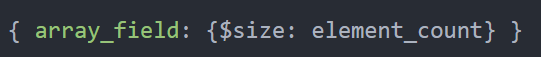 { array_field: {$size: element_count} }